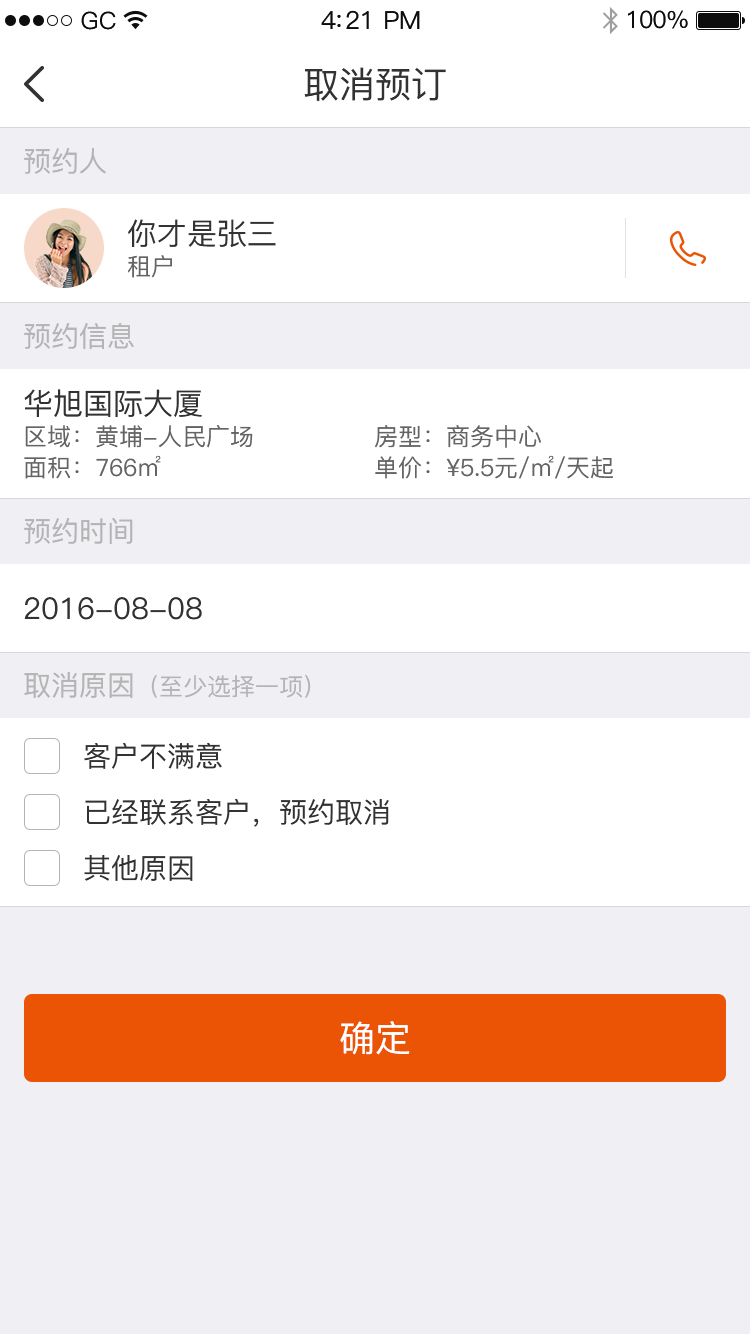 GC 4:21 PM 100%
取消预订
预约人
你才是张三
租户
预约信息
华旭国际大厦
区域：黄埔–人民广场 房型：商务中心
面积：766㎡ 单价：¥5.5元/㎡/天起
预约时间
2016–08–08
取消原因（至少选择一项）
客户不满意
已经联系客户，预约取消
其他原因
确定